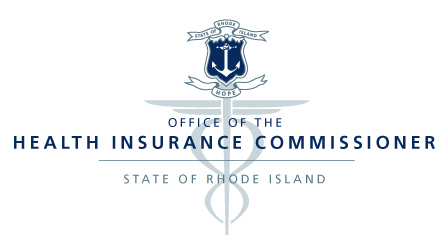 STATE OF RHODE ISLAND
HOPE
OFFICE OF THE
HEALTH INSURANCE COMMISSIONER
STATE OF RHODE ISLAND